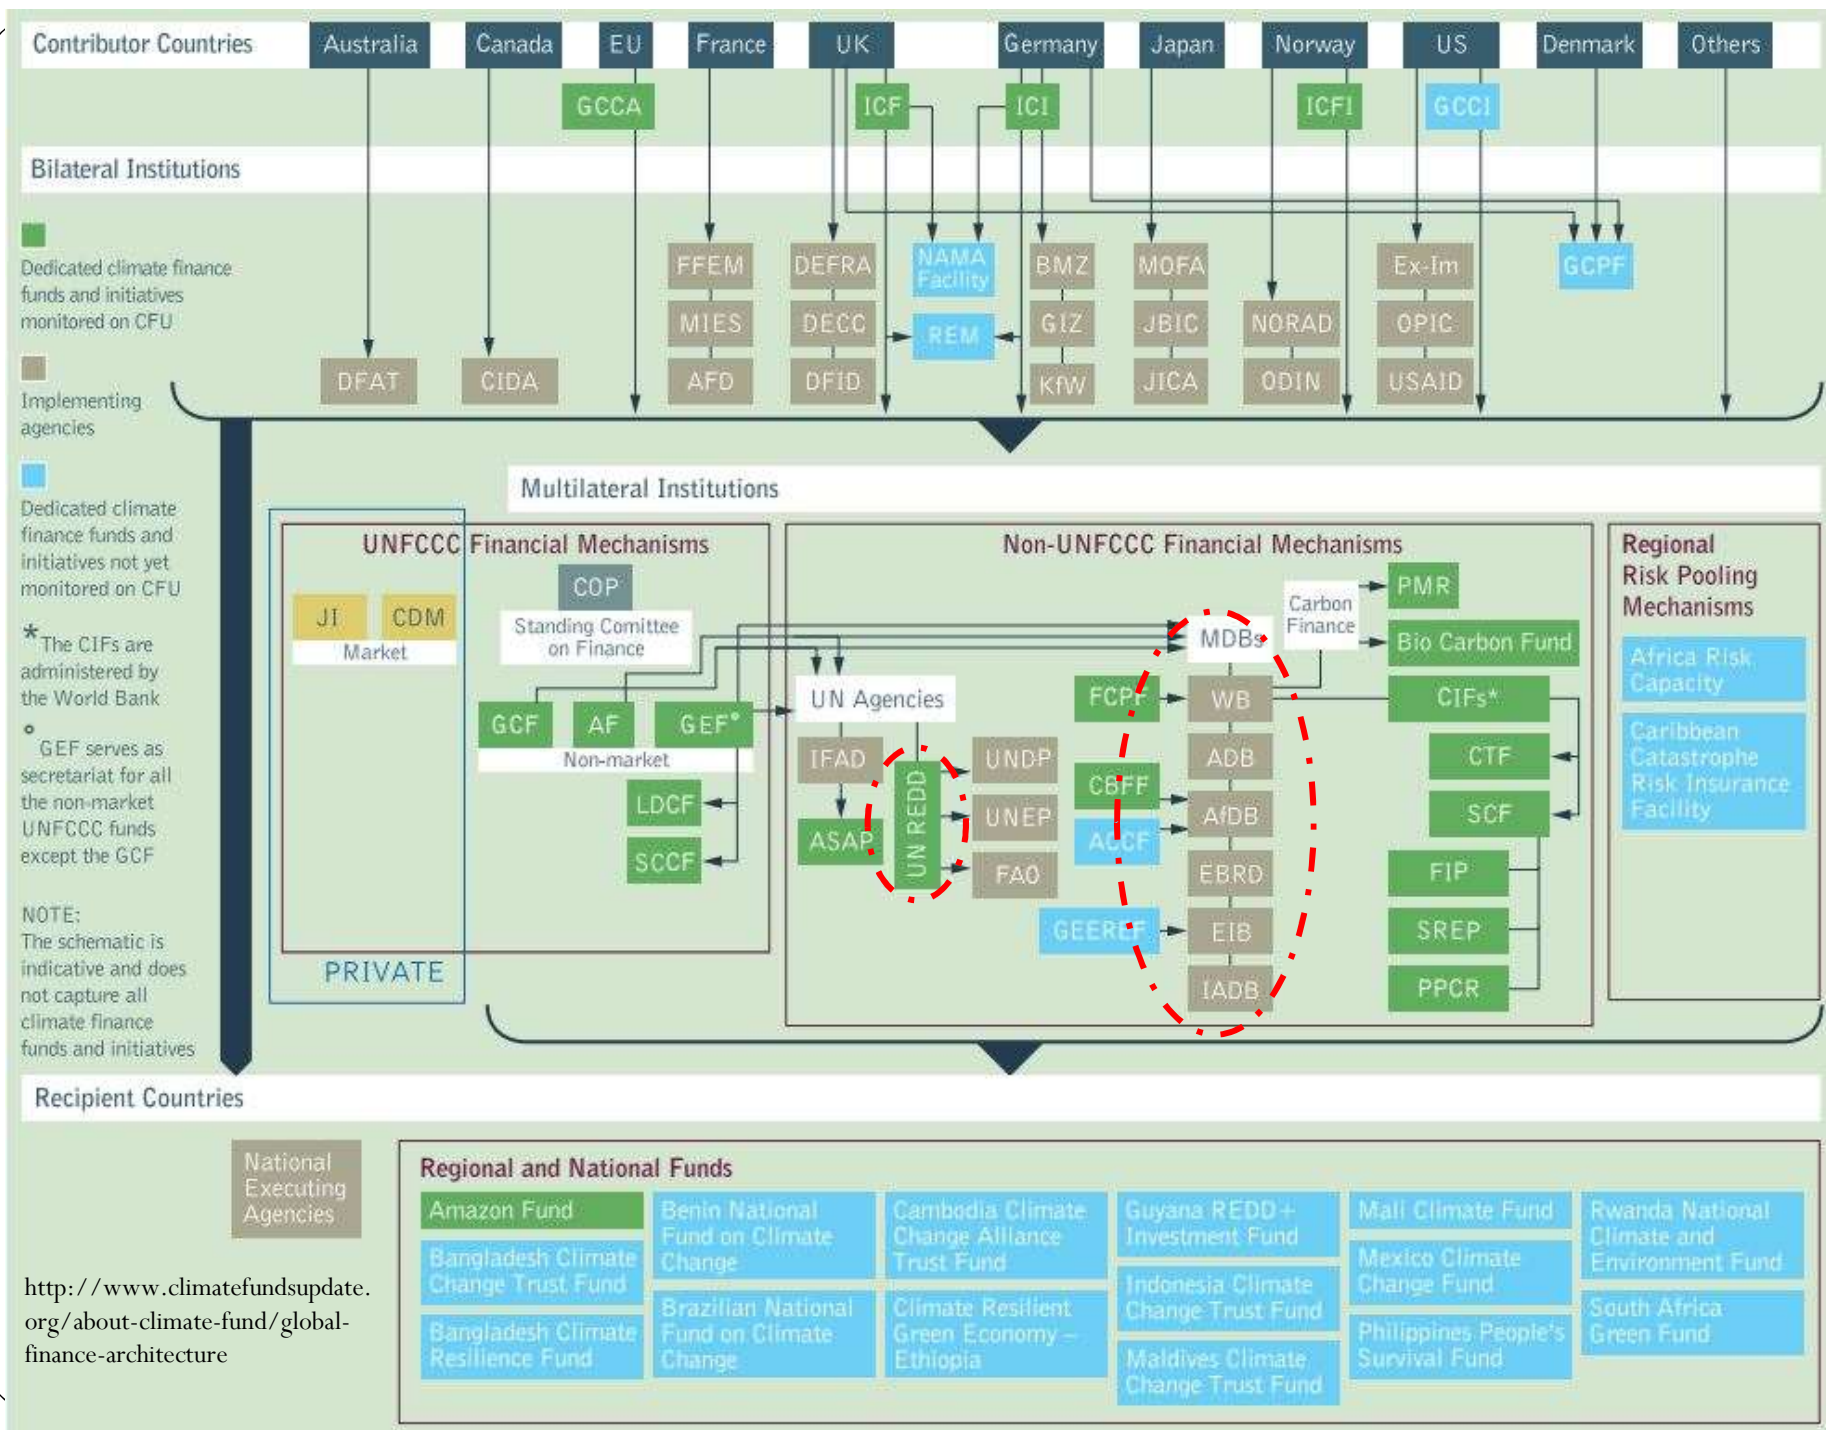 Contributor Countries
Australia
Canada
EU
France
UK
Germany
Japan
Norway
US
Denmark
Others
GCCA
ICF
ICI
ICFI
GCCI
Bilateral Institutions
Dedicated climate finance
funds and initiatives
monitored on CFU
Implementing
agencies
Dedicated climate
finance funds and
initiatives not yet
monitored on CFU
*The CIFs are
administered by
the World Bank
° GEF serves as
secretariat for all
the non-market
UNFCCC funds
except the GCF
NOTE:
The schematic is
indicative and does
not capture all
climate finance
funds and initiatives
FFEM
DEFRA
NAMA
Facility
BMZ
MOFA
Ex-Im
GCPF
MIES
DECC
REM
GIZ
JBIC
NORAD
OPIC
DFAT
CIDA
AFD
DFID
KfW
JICA
ODIN
USAID
Multilateral Institutions
UNFCCC Financial Mechanisms
JI
CDM
Market
COP
Standing Comittee
on Finance
GCF
AF
GEF°
Non-market
LDCF
SCCF
PRIVATE
Non-UNFCCC Financial Mechanisms
UN Agencies
IFAD
ASAP
UN REDD
UNDP
UNEP
FAO
FCPF
CBFF
ACCF
GEEREF
MDBs
WB
ADB
AfDB
EBRD
EIB
IADB
Carbon
Finance
PMR
Bio Carbon Fund
CIFs*
CTF
SCF
FIP
SREP
PPCR
Regional
Risk Pooling
Mechanisms
Africa Risk
Capacity
Caribbean
Catastrophe
Risk Insurance
Facility
Recipient Countries
National
Executing
Agencies
http://www.climatefundsupdate.
org/about-climate-fund/global-
finance-architecture
Regional and National Funds
Amazon Fund
Bangladesh Climate
Change Trust Fund
Bangladesh Climate
Resilience Fund
Benin National
Fund on Climate
Change
Brazilian National
Fund on Climate
Change
Cambodia Climate
Change Alliance
Trust Fund
Climate Resilient
Green Economy –
Ethiopia
Guyana REDD+
Investment Fund
Indonesia Climate
Change Trust Fund
Maldives Climate
Change Trust Fund
Mali Climate Fund
Mexico Climate
Change Fund
Philippines People's
Survival Fund
Rwanda National
Climate and
Environment Fund
South Africa
Green Fund